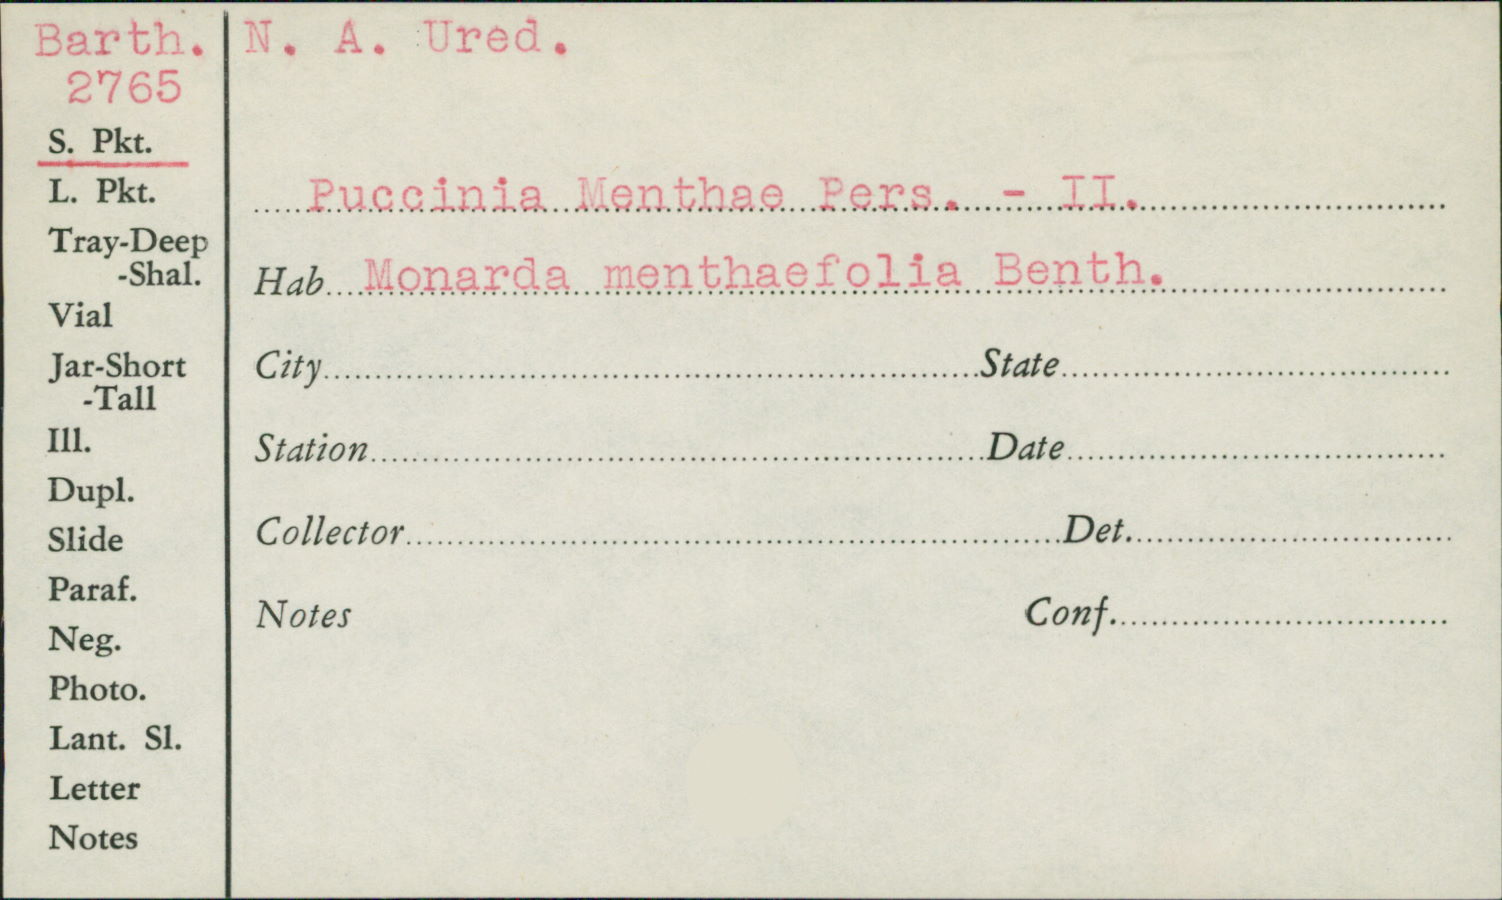 Barth.
2765
S. Pkt.
L. Pkt.
Tray-Deep
-Shal.
Vial
Jar-Short
-Tall
Ill.
Dupl.
Slide
Paraf.
Neg.
Photo.
Lant. Sl.
Letter
Notes
N. A. Ured.
Puccinia Menthae Pers. - II.
Hab Monarda menthaefolia Benth.
City State
Station Date
Collector Det.
Notes Conf.